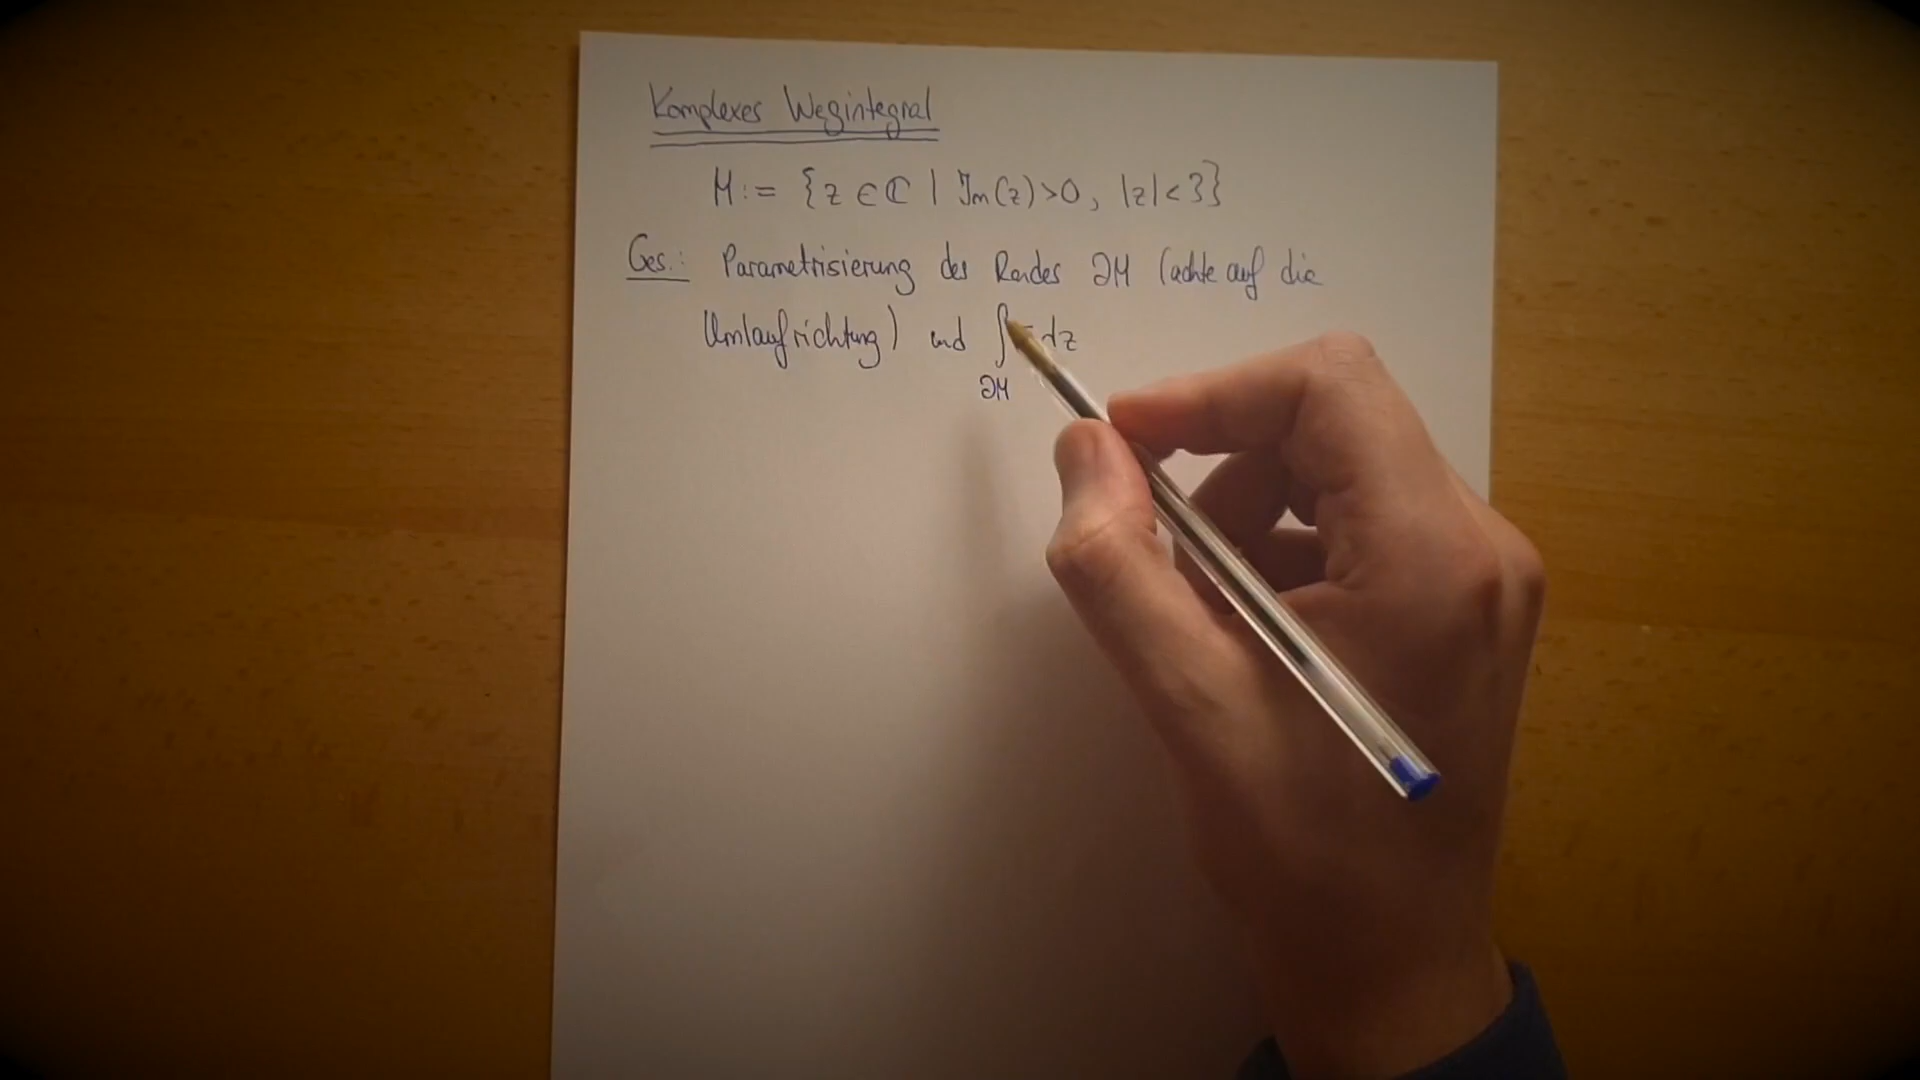 Komplexes Wegintegral
M := {z ∈ ℂ | Im(z)>0, |z|<3}
Ges.: Parametrisierung des Randes ∂M (achte auf die
Umlaufrichtung) und ∫ dz
∂M